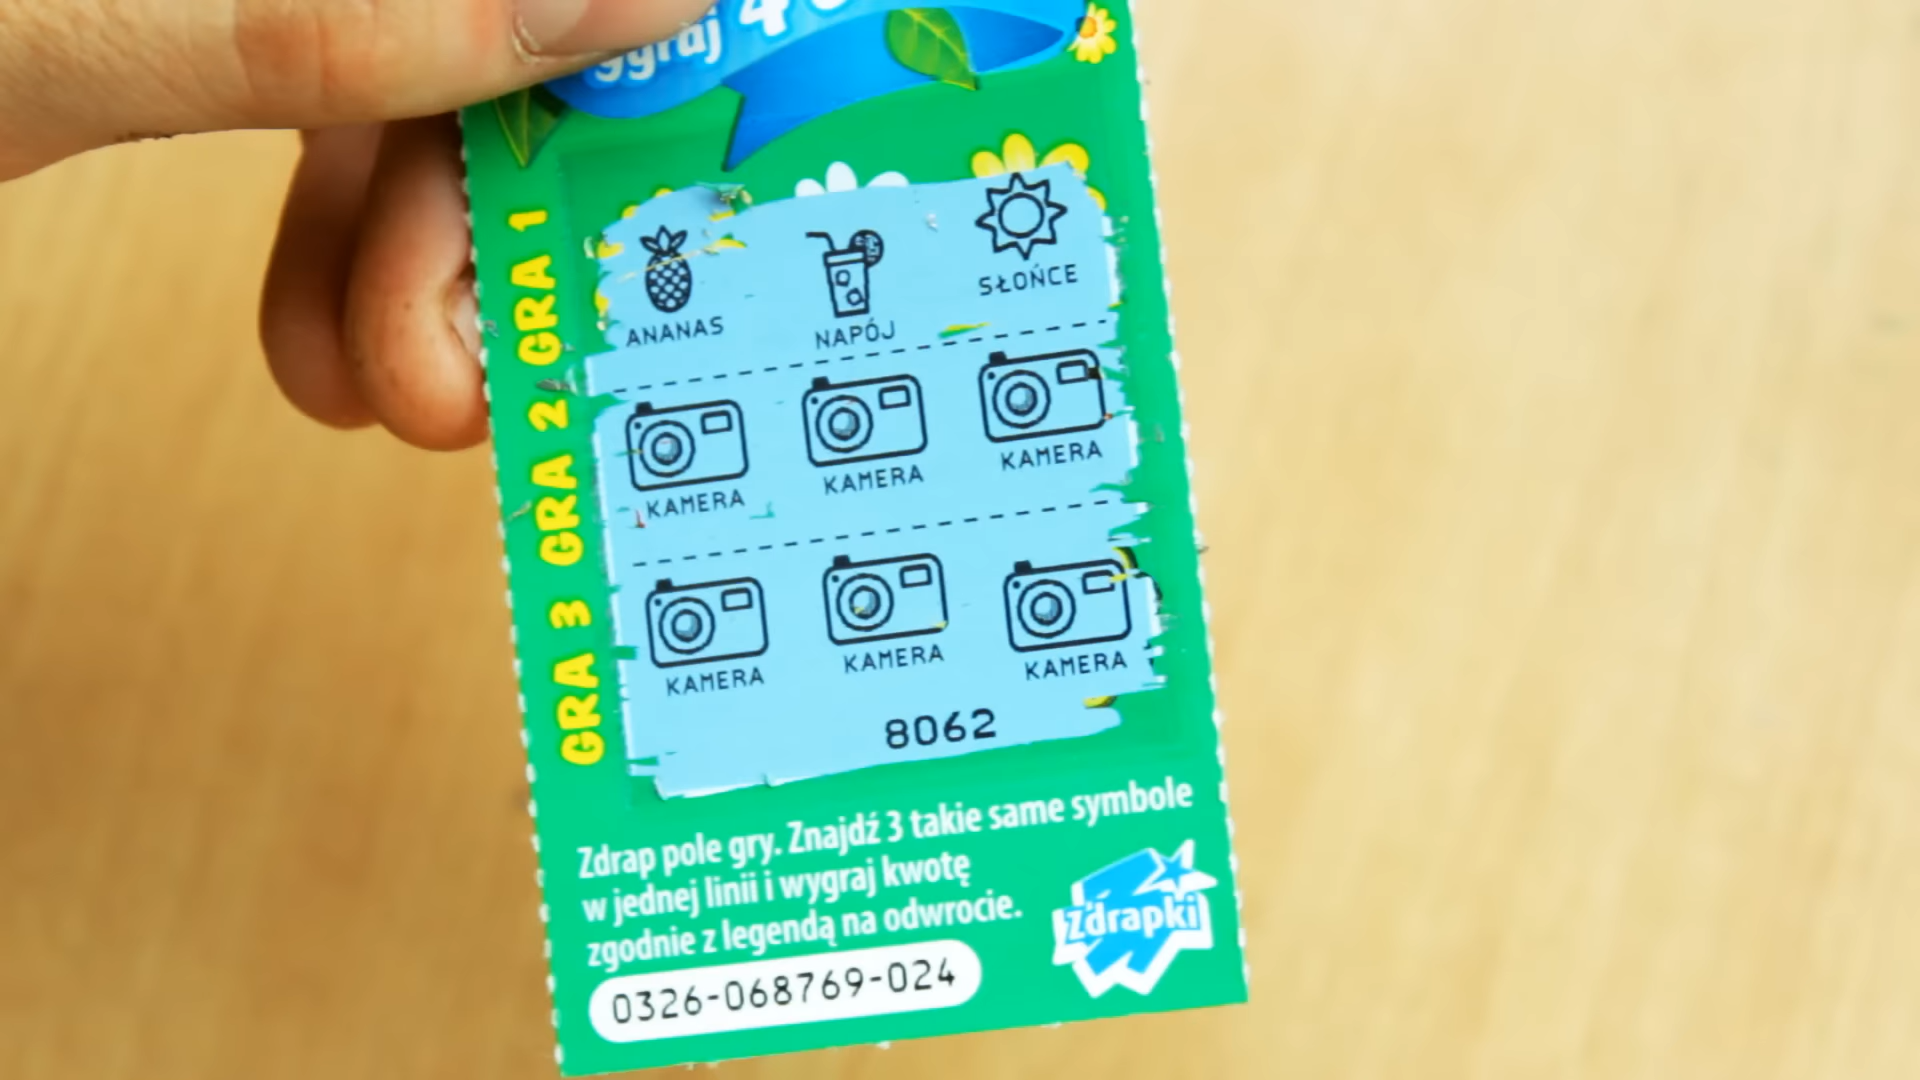 GRA 1
ANANAS NAPÓJ SŁOŃCE
GRA 2
KAMERA KAMERA KAMERA
GRA 3
KAMERA KAMERA KAMERA
8062
Zdrap pole gry. Znajdź 3 takie same symbole
w jednej linii i wygraj kwotę
zgodnie z legendą na odwrocie.
Zdrapki
0326-068769-024